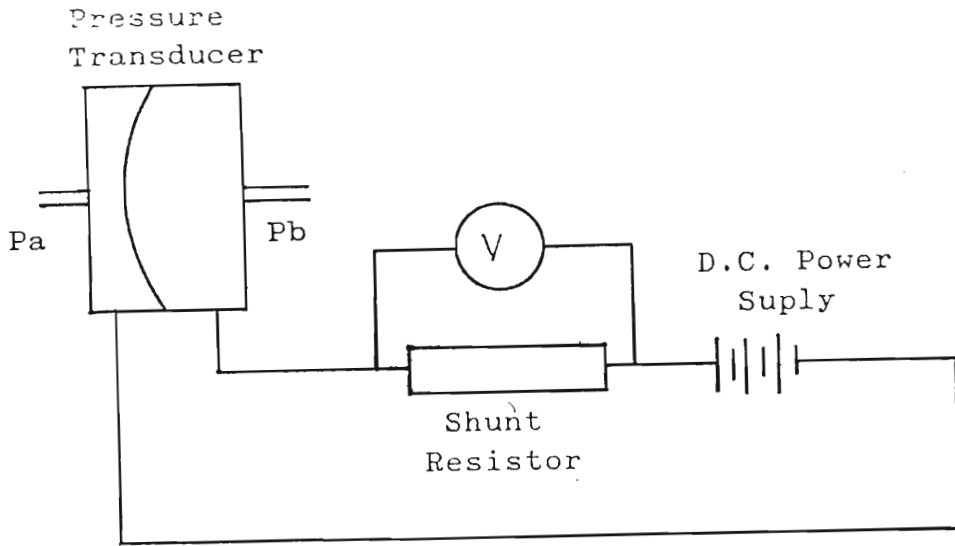 Pressure
Transducer
Pa
Pb
V
D.C. Power
Suply
Shunt
Resistor